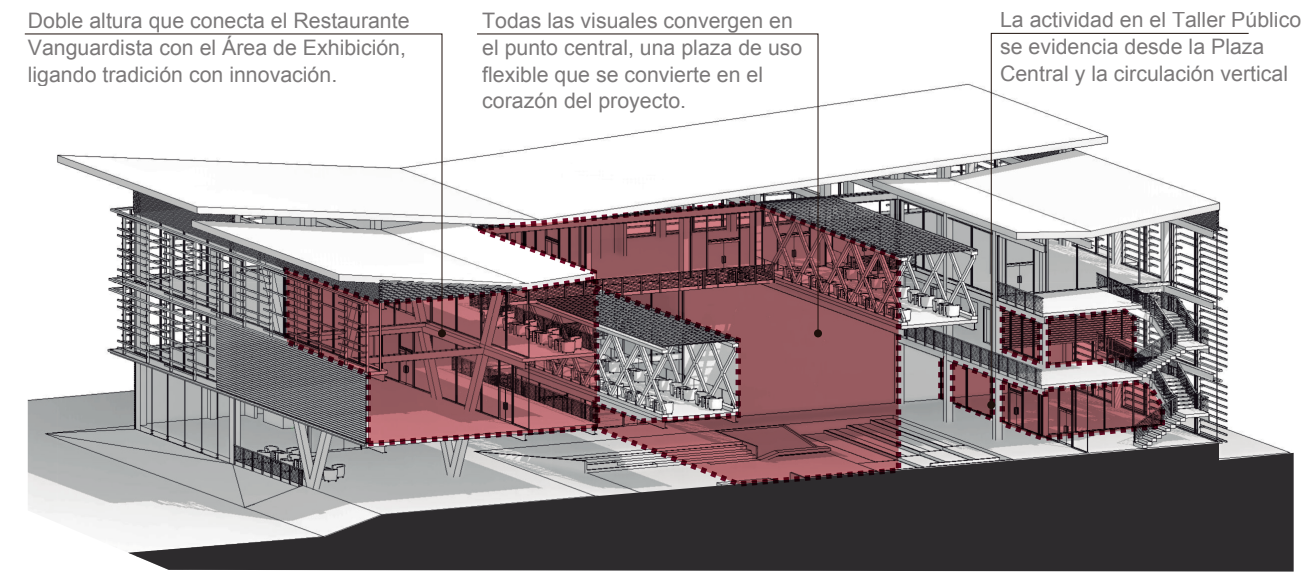 Doble altura que conecta el Restaurante
Vanguardista con el Área de Exhibición,
ligando tradición con innovación.
Todas las visuales convergen en
el punto central, una plaza de uso
flexible que se convierte en el
corazón del proyecto.
La actividad en el Taller Público
se evidencia desde la Plaza
Central y la circulación vertical